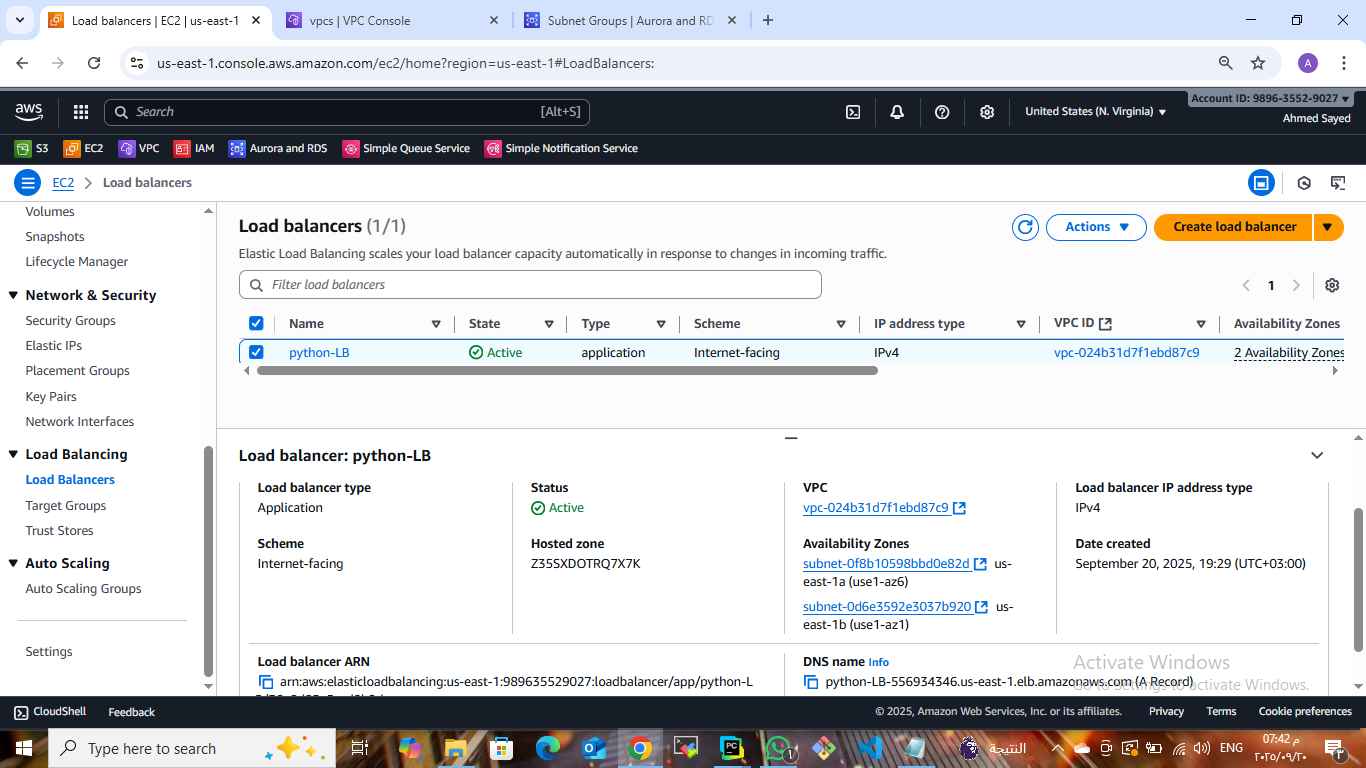 Load balancers | EC2 | us-east-1
vpcs | VPC Console
Subnet Groups | Aurora and RD
us-east-1.console.aws.amazon.com/ec2/home?region=us-east-1#LoadBalancers:
A
aws
Search
[Alt+S]
United States (N. Virginia)
Account ID: 9896-3552-9027
Ahmed Sayed
S3
EC2
VPC
IAM
Aurora and RDS
Simple Queue Service
Simple Notification Service
EC2 > Load balancers
Volumes
Snapshots
Lifecycle Manager
Network & Security
Security Groups
Elastic IPs
Placement Groups
Key Pairs
Network Interfaces
Load Balancing
Load Balancers
Target Groups
Trust Stores
Auto Scaling
Auto Scaling Groups
Settings
Load balancers (1/1)
Actions
Create load balancer
Elastic Load Balancing scales your load balancer capacity automatically in response to changes in incoming traffic.
Filter load balancers
1
Name State Type Scheme IP address type VPC ID Availability Zones
python-LB Active application Internet-facing IPv4 vpc-024b31d7f1ebd87c9 2 Availability Zones
Load balancer: python-LB
Load balancer type
Application
Status
Active
VPC
vpc-024b31d7f1ebd87c9
Load balancer IP address type
IPv4
Scheme
Internet-facing
Hosted zone
Z35SXDOTRQ7X7K
Availability Zones
subnet-0f8b10598bbd0e82d us-
east-1a (use1-az6)
subnet-0d6e3592e3037b920 us-
east-1b (use1-az1)
Date created
September 20, 2025, 19:29 (UTC+03:00)
Load balancer ARN
arn:aws:elasticloadbalancing:us-east-1:989635529027:loadbalancer/app/python-L
DNS name Info
python-LB-556934346.us-east-1.elb.amazonaws.com (A Record)
Activate Windows
Go to Settings to activate Windows.
CloudShell
Feedback
© 2025, Amazon Web Services, Inc. or its affiliates.
Privacy
Terms
Cookie preferences
Type here to search
PC
1
النتيجة
ENG
07:42 م
٢٠٢٥/٠٩/٢٠
٣